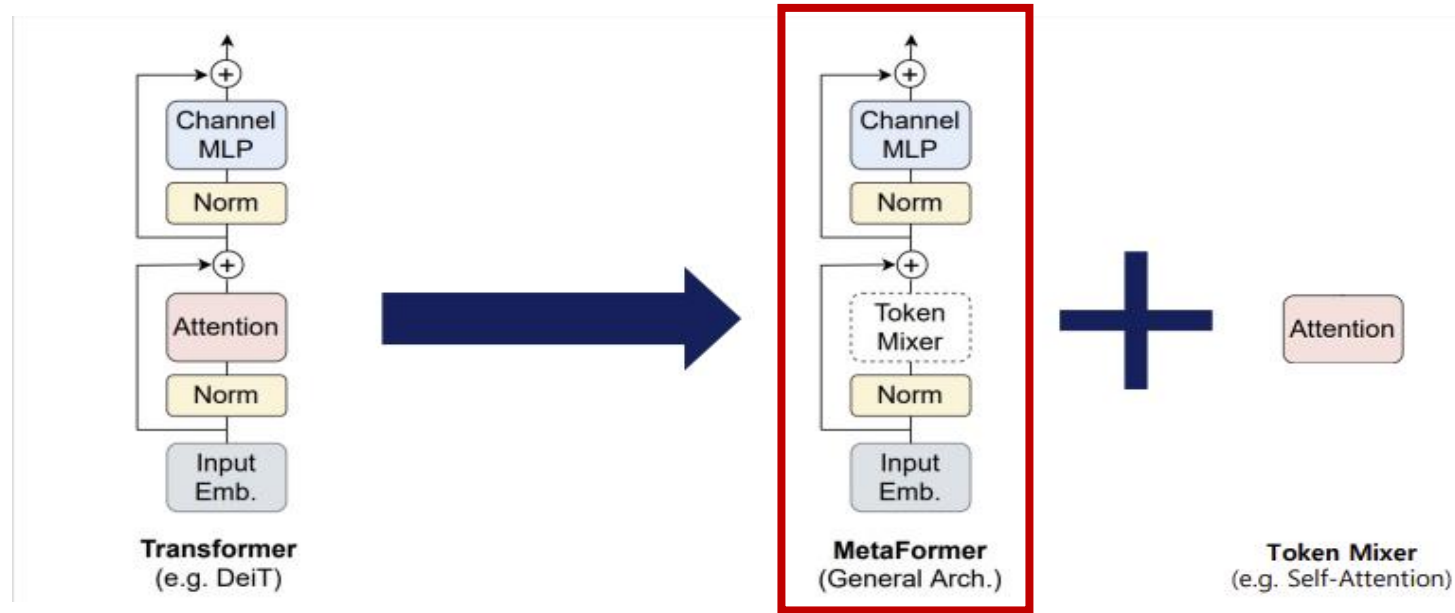 Channel
MLP
Norm
+
Attention
Norm
Input
Emb.
Transformer
(e.g. DeiT)
+
Channel
MLP
Norm
+
Token
Mixer
Norm
Input
Emb.
MetaFormer
(General Arch.)
+
Attention
Token Mixer
(e.g. Self-Attention)